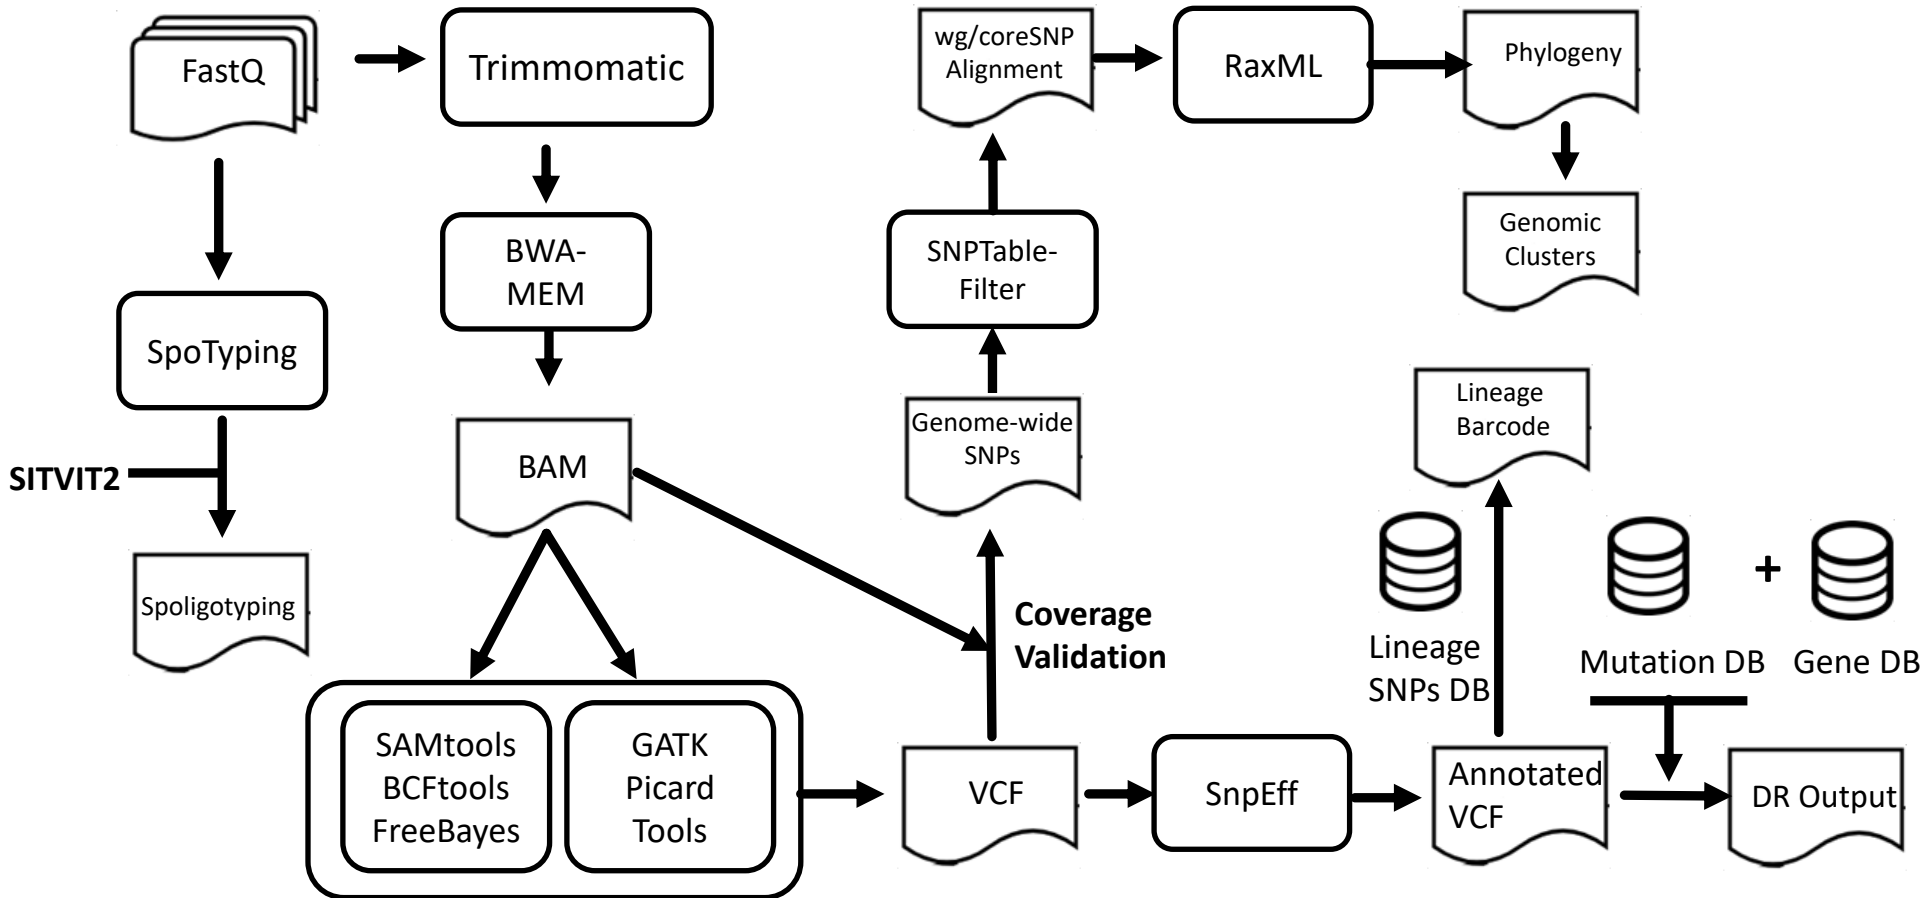 FastQ
Trimmomatic
wg/coreSNP
Alignment
RaxML
Phylogeny
BWA-
MEM
SNPTable-
Filter
Genomic
Clusters
SpoTyping
SITVIT2
BAM
Genome-wide
SNPs
Lineage
Barcode
Spoligotyping
Coverage
Validation
Lineage
SNPs DB
+
Mutation DB
Gene DB
SAMtools
BCFtools
FreeBayes
GATK
Picard
Tools
VCF
SnpEff
Annotated
VCF
DR Output